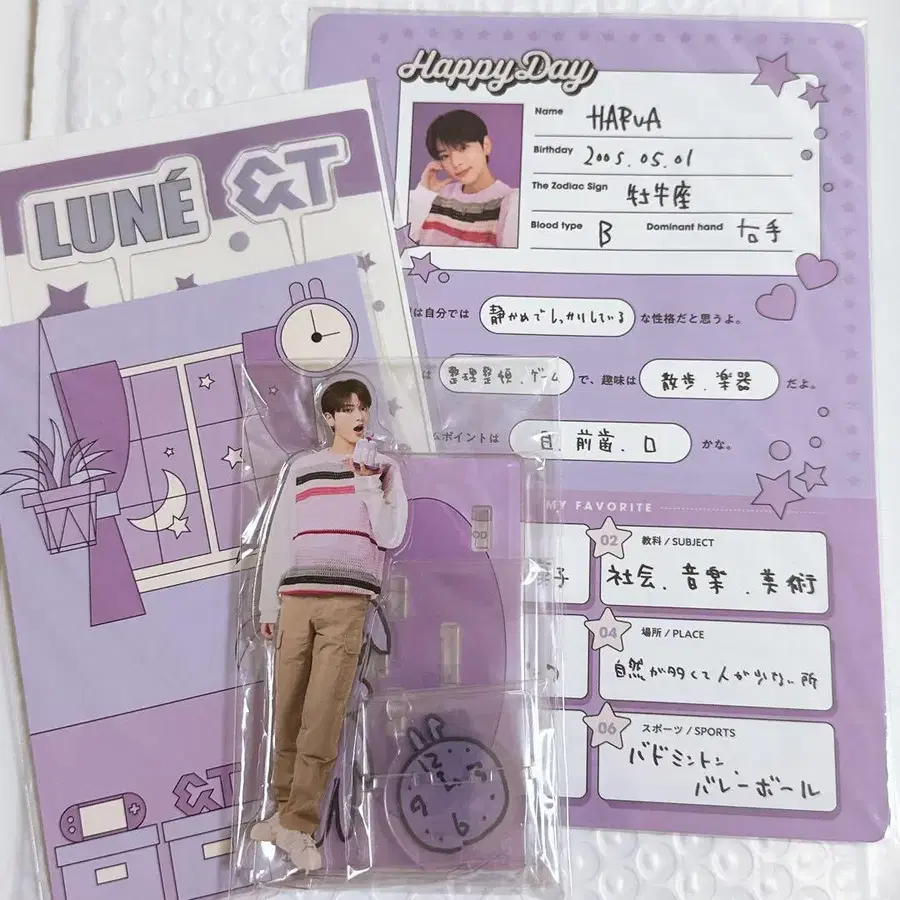 LUNÉ &T
Happy Day
Name HARUA
Birthday 2005.05.01
The Zodiac Sign 牡牛座
Blood type B Dominant hand 右手
は自分では 静かめでしっかりしている な性格だと思うよ。
は 整理整頓、ゲーム で、趣味は 散歩、楽器 だよ。
ムポイントは 目、前歯、口 かな。
MY FAVORITE
02 教科 / SUBJECT
社会、音楽、美術
04 場所 / PLACE
自然が多くて人が少ない所
06 スポーツ / SPORTS
バドミントン、
バレーボール
&T
12
3
9
6